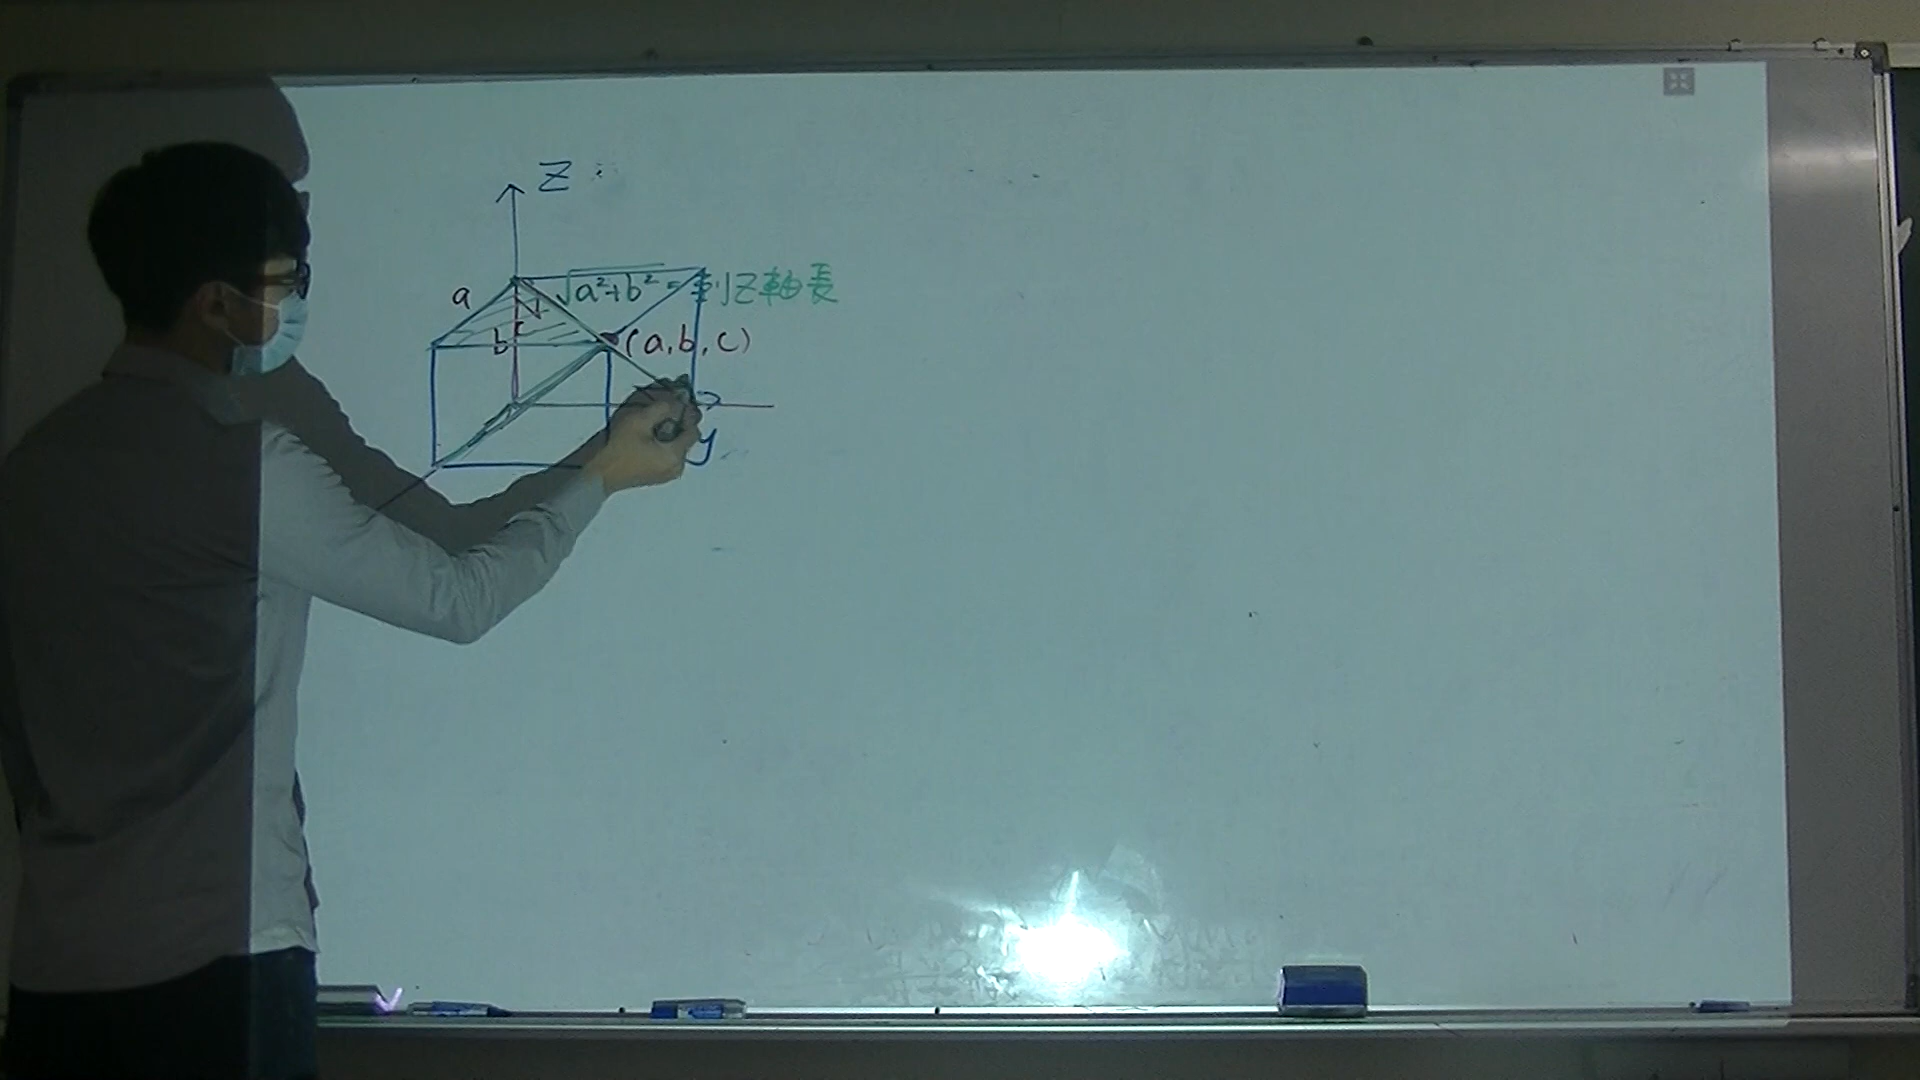 Z
a √a²+b² = 到Z軸長
c
b (a,b,c)
y